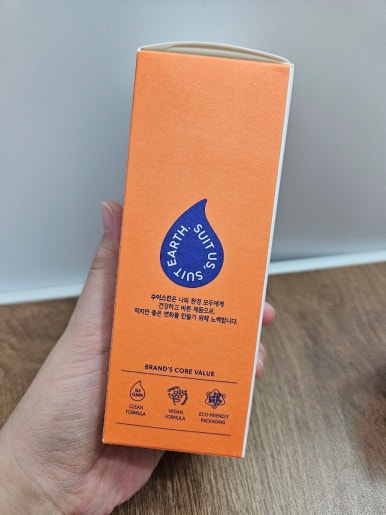 SUIT US, SUIT EARTH.
수이스킨은 나와 환경 모두에게
건강하고 바른 제품으로,
작지만 좋은 변화를 만들기 위해 노력합니다.
BRAND'S CORE VALUE
CLEAN
FORMULA
VEGAN
FORMULA
ECO-FRIENDLY
PACKAGING